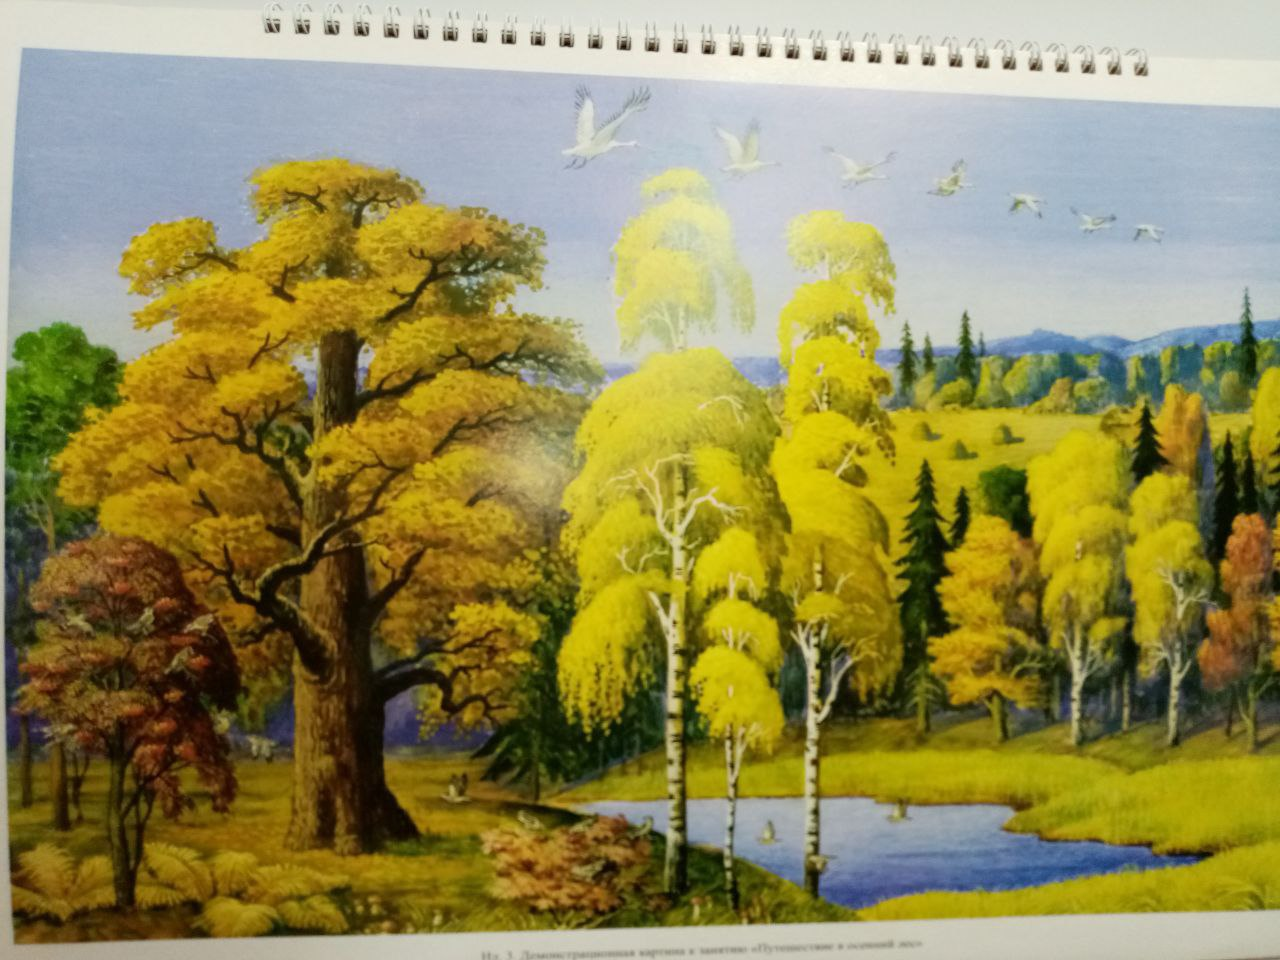 Ил. 3. Демонстрационная картина к занятию «Путешествие в осенний лес»